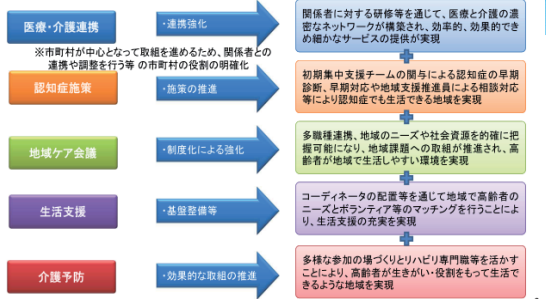 医療・介護連携
・連携強化
関係者に対する研修等を通じて、医療と介護の濃
密なネットワークが構築され、効率的、効果的でき
め細かなサービスの提供が実現
※市町村が中心となって取組を進めるため、関係者との
連携や調整を行う等 の市町村の役割の明確化
認知症施策
・施策の推進
初期集中支援チームの関与による認知症の早期
診断、早期対応や地域支援推進員による相談対応
等により認知症でも生活できる地域を実現
地域ケア会議
・制度化による強化
多職種連携、地域のニーズや社会資源を的確に把
握可能になり、地域課題への取組が推進され、高
齢者が地域で生活しやすい環境を実現
生活支援
・基盤整備等
コーディネータの配置等を通じて地域で高齢者の
ニーズとボランティア等のマッチングを行うことによ
り、生活支援の充実を実現
介護予防
・効果的な取組の推進
多様な参加の場づくりとリハビリ専門職等を活かす
ことにより、高齢者が生きがい・役割をもって生活で
きるような地域を実現